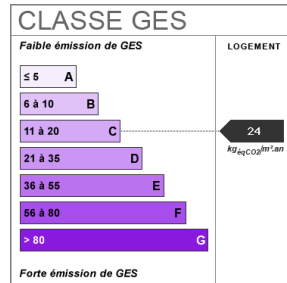 CLASSE GES
Faible émission de GES
LOGEMENT
≤ 5 A
6 à 10 B
11 à 20 C
24
kgéqCO2/m².an
21 à 35 D
36 à 55 E
56 à 80 F
> 80 G
Forte émission de GES